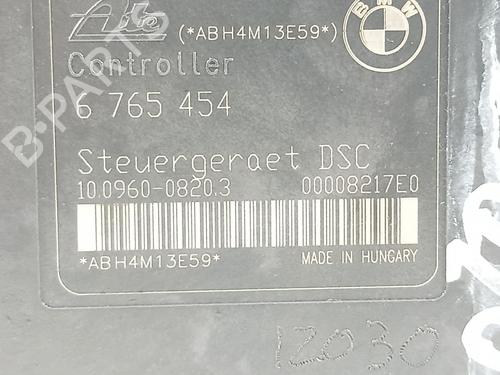 Ate (*ABH4M13E59*) BMW
Controller
6 765 454
Steuergeraet DSC
10.0960-0820.3 00008217E0
*ABH4M13E59* MADE IN HUNGARY
12030
B-PARTS